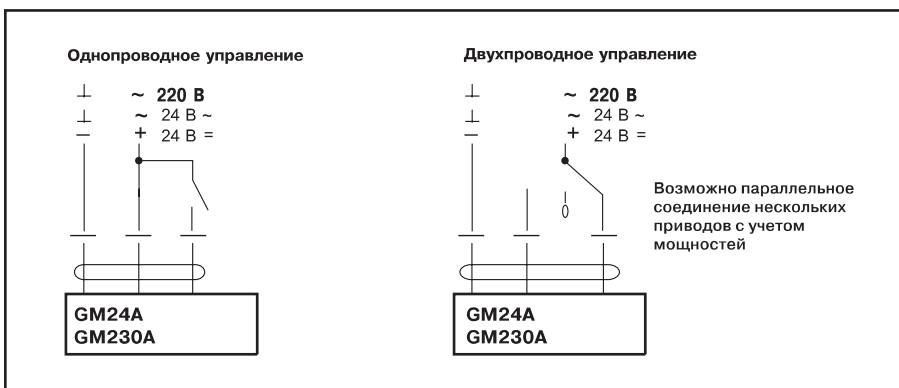 Однопроводное управление
~ 220 В
~ 24 В ~
− + 24 В =
GM24A
GM230A
Двухпроводное управление
~ 220 В
~ 24 В ~
− + 24 В =
0
Возможно параллельное
соединение нескольких
приводов с учетом
мощностей
GM24A
GM230A